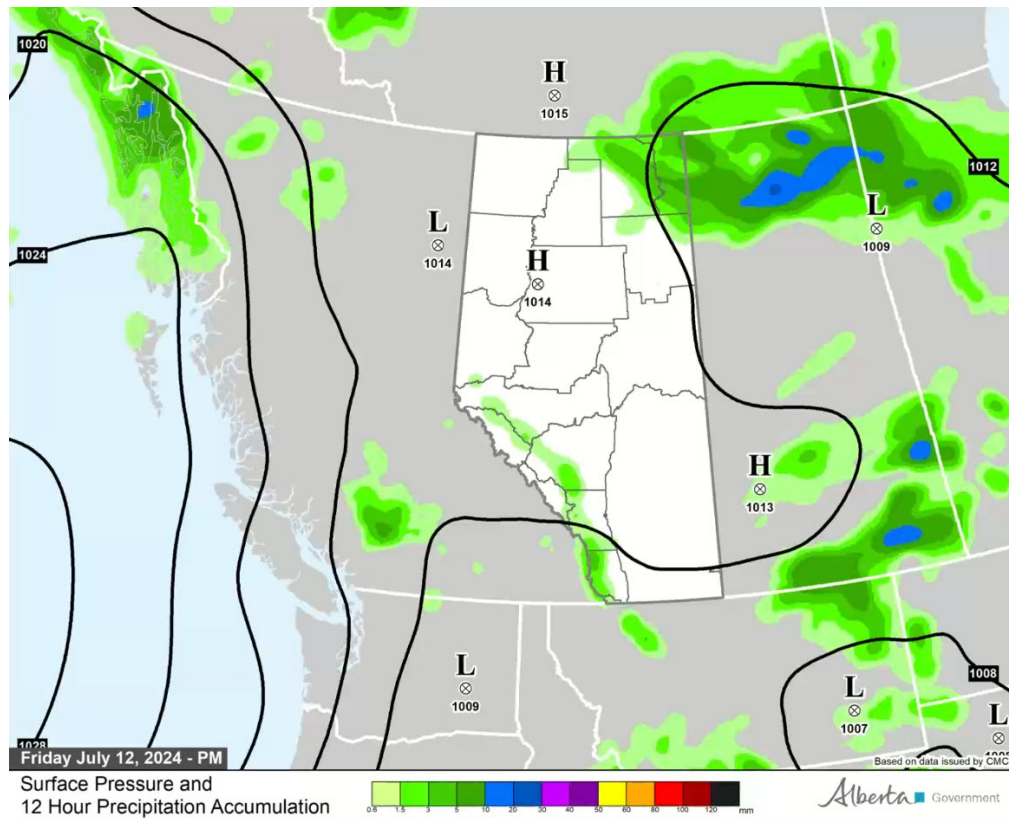 1020
H
1015
1012
L
1014
L
1009
1024
H
1014
H
1013
L
1009
L
1007
1008
L
1028
Friday July 12, 2024 - PM
Based on data issued by CMC
Surface Pressure and
12 Hour Precipitation Accumulation
0.6 1.5 3 5 10 20 30 40 50 60 80 100 120 mm
Alberta Government